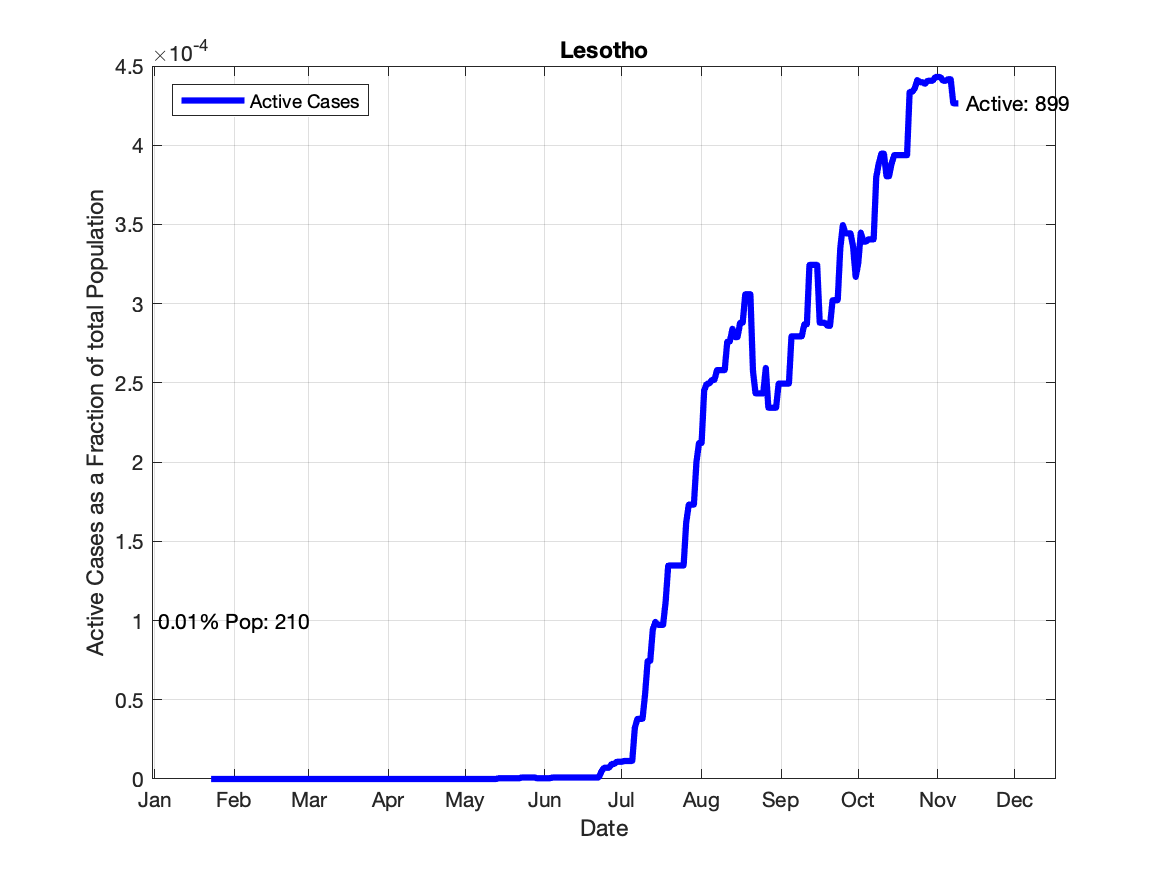 Lesotho
×10-4
Active Cases
Active: 899
0.01% Pop: 210
4.5
4
3.5
3
2.5
2
1.5
1
0.5
0
Active Cases as a Fraction of total Population
Jan Feb Mar Apr May Jun Jul Aug Sep Oct Nov Dec
Date